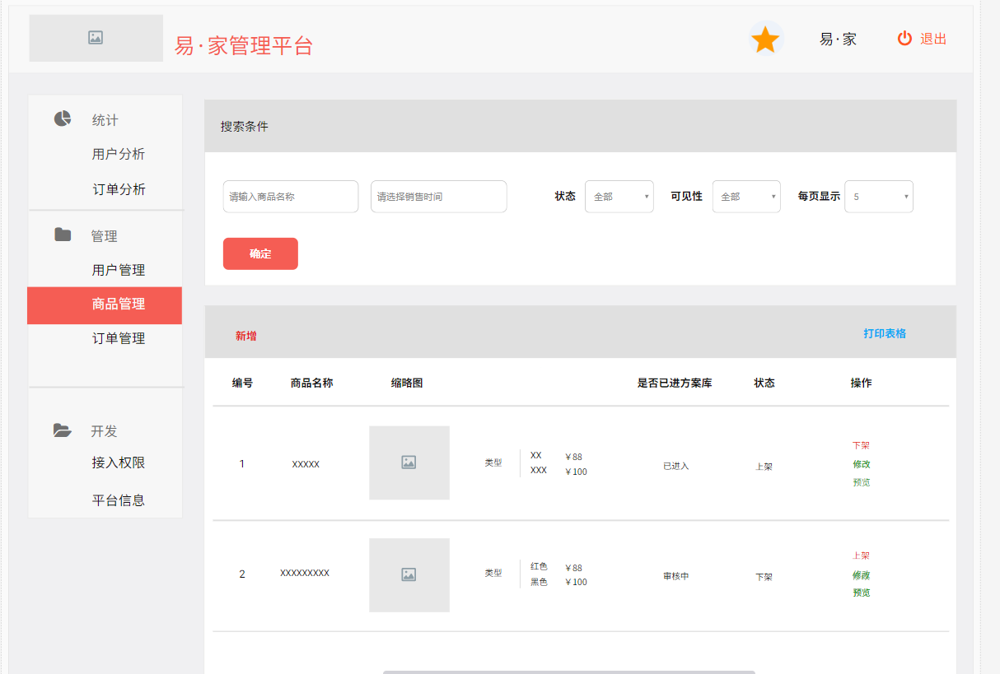 易·家管理平台
易·家
退出
统计
用户分析
订单分析
管理
用户管理
商品管理
订单管理
开发
接入权限
平台信息
搜索条件
请输入商品名称
请选择销售时间
状态
全部
可见性
全部
每页显示
5
确定
新增
打印表格
编号 商品名称 缩略图 是否已进方案库 状态 操作
1
XXXXX
类型
XX ￥88
XXX ￥100
已进入
上架
下架
修改
预览
2
XXXXXXXXX
类型
红色 ￥88
黑色 ￥100
审核中
下架
上架
修改
预览